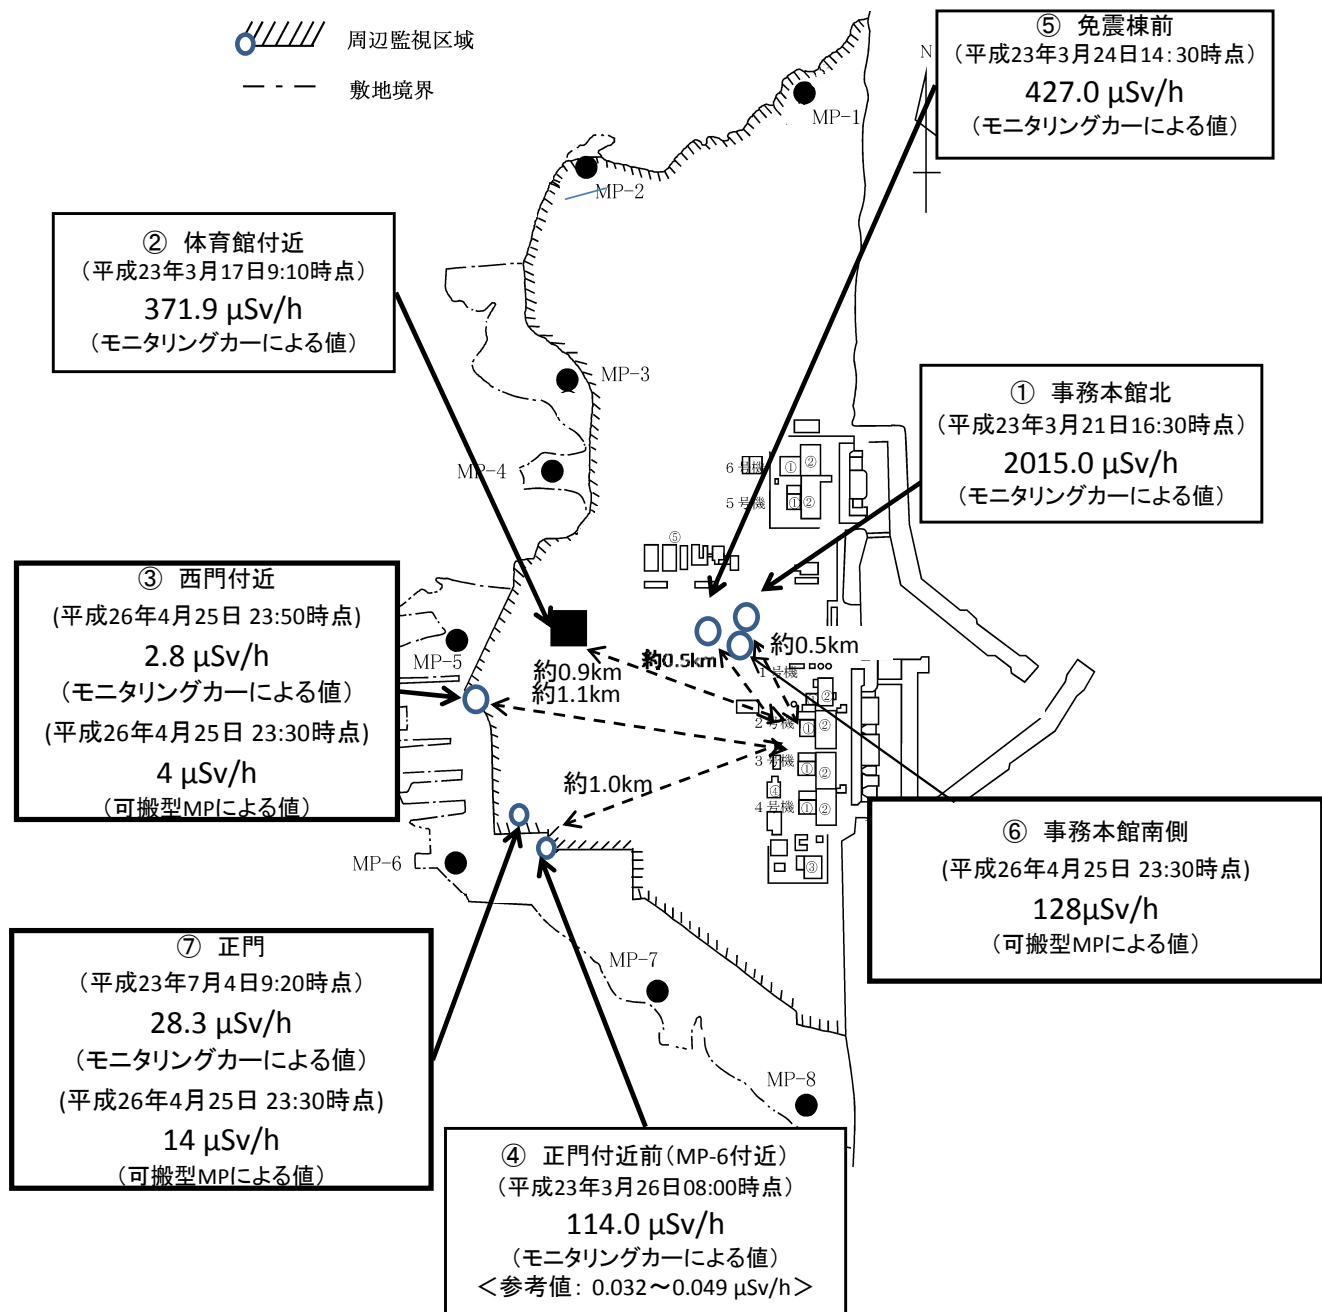 周辺監視区域
敷地境界
⑤ 免震棟前
(平成23年3月24日14:30時点)
427.0 μSv/h
(モニタリングカーによる値)
N
MP-1
MP-2
② 体育館付近
(平成23年3月17日9:10時点)
371.9 μSv/h
(モニタリングカーによる値)
MP-3
① 事務本館北
(平成23年3月21日16:30時点)
2015.0 μSv/h
(モニタリングカーによる値)
MP-4
6号機
①
②
5号機
①
②
⑤
③ 西門付近
(平成26年4月25日 23:50時点)
2.8 μSv/h
(モニタリングカーによる値)
(平成26年4月25日 23:30時点)
4 μSv/h
(可搬型MPによる値)
MP-5
約0.9km
約1.1km
約0.5km
約0.5km
1号機
②
2号機
①
②
3号機
①
②
約1.0km
④
4号機
①
②
③
⑥ 事務本館南側
(平成26年4月25日 23:30時点)
128μSv/h
(可搬型MPによる値)
MP-6
⑦ 正門
(平成23年7月4日9:20時点)
28.3 μSv/h
(モニタリングカーによる値)
(平成26年4月25日 23:30時点)
14 μSv/h
(可搬型MPによる値)
MP-7
MP-8
④ 正門付近前(MP-6付近)
(平成23年3月26日08:00時点)
114.0 μSv/h
(モニタリングカーによる値)
<参考値: 0.032～0.049 μSv/h>